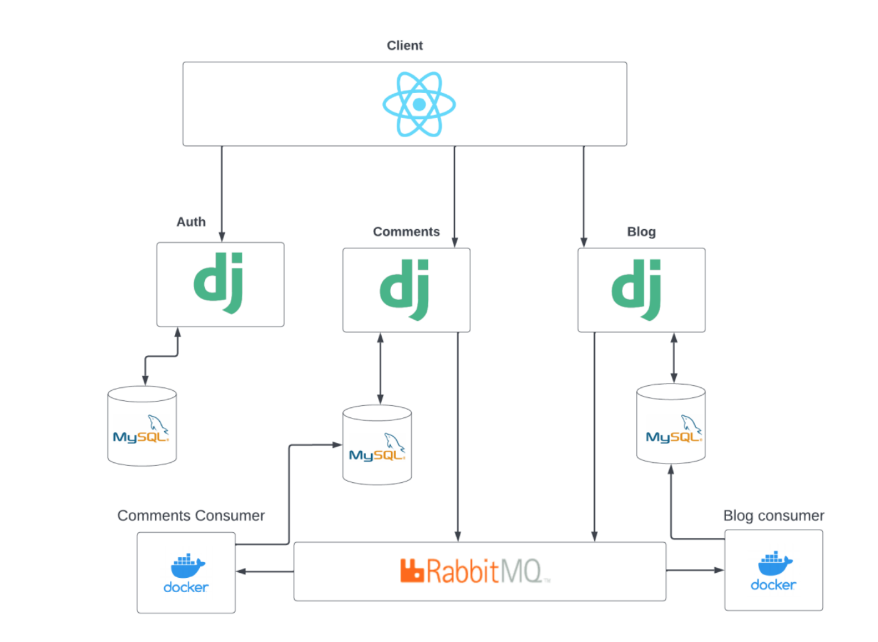 Client
Auth
Comments
Blog
dj
dj
dj
MySQL
MySQL
MySQL
Comments Consumer
Blog consumer
docker
RabbitMQ
docker